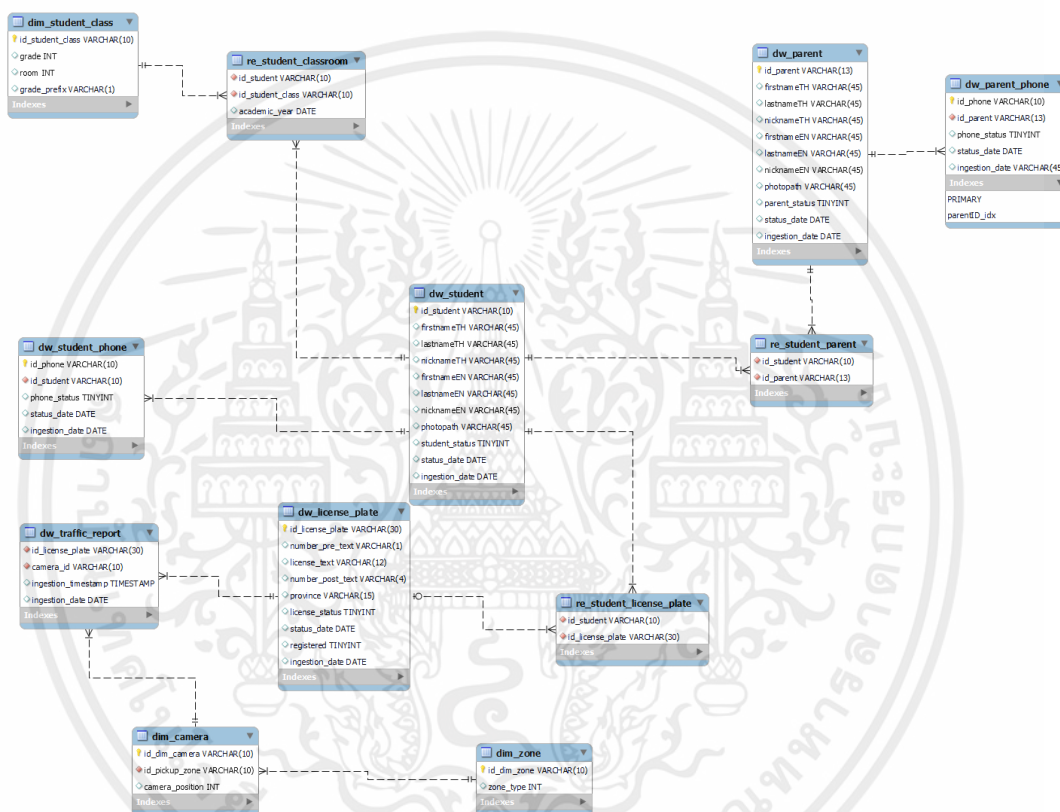 dim_student_class
id_student_class VARCHAR(10)
grade INT
room INT
grade_prefix VARCHAR(1)
Indexes
re_student_classroom
id_student VARCHAR(10)
id_student_class VARCHAR(10)
academic_year DATE
Indexes
dw_parent
id_parent VARCHAR(13)
firstnameTH VARCHAR(45)
lastnameTH VARCHAR(45)
nicknameTH VARCHAR(45)
firstnameEN VARCHAR(45)
lastnameEN VARCHAR(45)
nicknameEN VARCHAR(45)
photopath VARCHAR(45)
parent_status TINYINT
status_date DATE
ingestion_date DATE
Indexes
dw_parent_phone
id_phone VARCHAR(10)
id_parent VARCHAR(13)
phone_status TINYINT
status_date DATE
ingestion_date VARCHAR(45
Indexes
PRIMARY
parentID_idx
dw_student
id_student VARCHAR(10)
firstnameTH VARCHAR(45)
lastnameTH VARCHAR(45)
nicknameTH VARCHAR(45)
firstnameEN VARCHAR(45)
lastnameEN VARCHAR(45)
nicknameEN VARCHAR(45)
photopath VARCHAR(45)
student_status TINYINT
status_date DATE
ingestion_date DATE
Indexes
re_student_parent
id_student VARCHAR(10)
id_parent VARCHAR(13)
Indexes
dw_student_phone
id_phone VARCHAR(10)
id_student VARCHAR(10)
phone_status TINYINT
status_date DATE
ingestion_date DATE
Indexes
dw_license_plate
id_license_plate VARCHAR(30)
number_pre_text VARCHAR(1)
license_text VARCHAR(12)
number_post_text VARCHAR(4)
province VARCHAR(15)
license_status TINYINT
status_date DATE
registered TINYINT
ingestion_date DATE
Indexes
dw_traffic_report
id_license_plate VARCHAR(30)
camera_id VARCHAR(10)
ingestion_timestamp TIMESTAMP
ingestion_date DATE
Indexes
re_student_license_plate
id_student VARCHAR(10)
id_license_plate VARCHAR(30)
Indexes
dim_camera
id_dim_camera VARCHAR(10)
id_pickup_zone VARCHAR(10)
camera_position INT
Indexes
dim_zone
id_dim_zone VARCHAR(10)
zone_type INT
Indexes